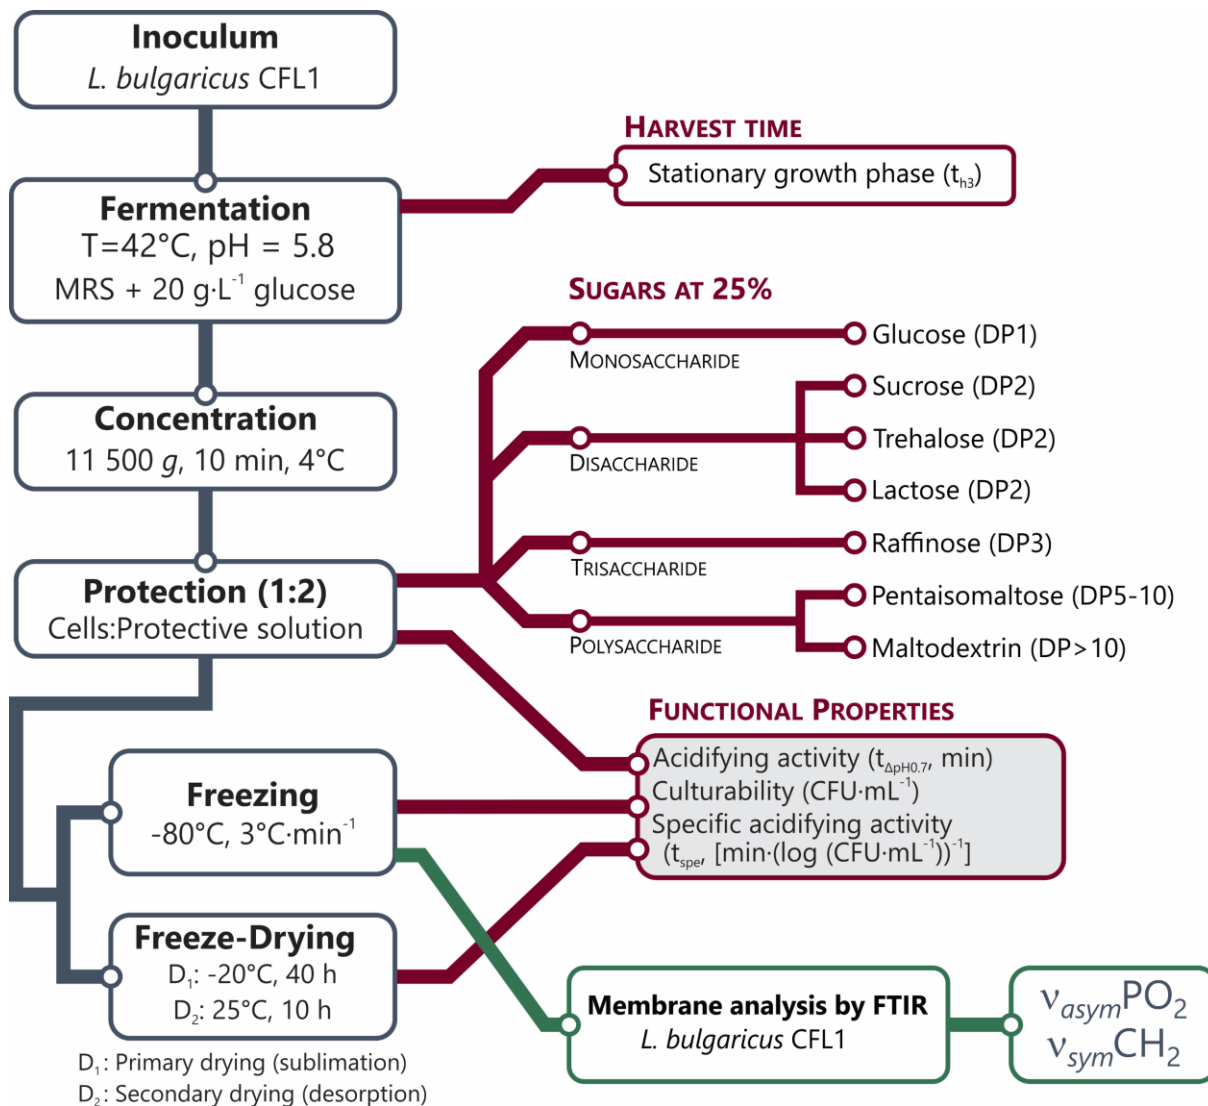 Inoculum
L. bulgaricus CFL1
HARVEST TIME
Stationary growth phase (tₕ₃)
Fermentation
T=42°C, pH = 5.8
MRS + 20 g·L⁻¹ glucose
SUGARS AT 25%
MONOSACCHARIDE
Glucose (DP1)
Sucrose (DP2)
DISACCHARIDE
Trehalose (DP2)
Lactose (DP2)
TRISACCHARIDE
Raffinose (DP3)
POLYSACCHARIDE
Pentaisomaltose (DP5-10)
Maltodextrin (DP>10)
Concentration
11 500 g, 10 min, 4°C
Protection (1:2)
Cells:Protective solution
FUNCTIONAL PROPERTIES
Acidifying activity (t_ΔpH0.7, min)
Culturability (CFU·mL⁻¹)
Specific acidifying activity
(t_spe, [min·(log (CFU·mL⁻¹))⁻¹]
Freezing
-80°C, 3°C·min⁻¹
Freeze-Drying
D₁: -20°C, 40 h
D₂: 25°C, 10 h
D₁: Primary drying (sublimation)
D₂: Secondary drying (desorption)
Membrane analysis by FTIR
L. bulgaricus CFL1
ν_asymPO₂
ν_symCH₂